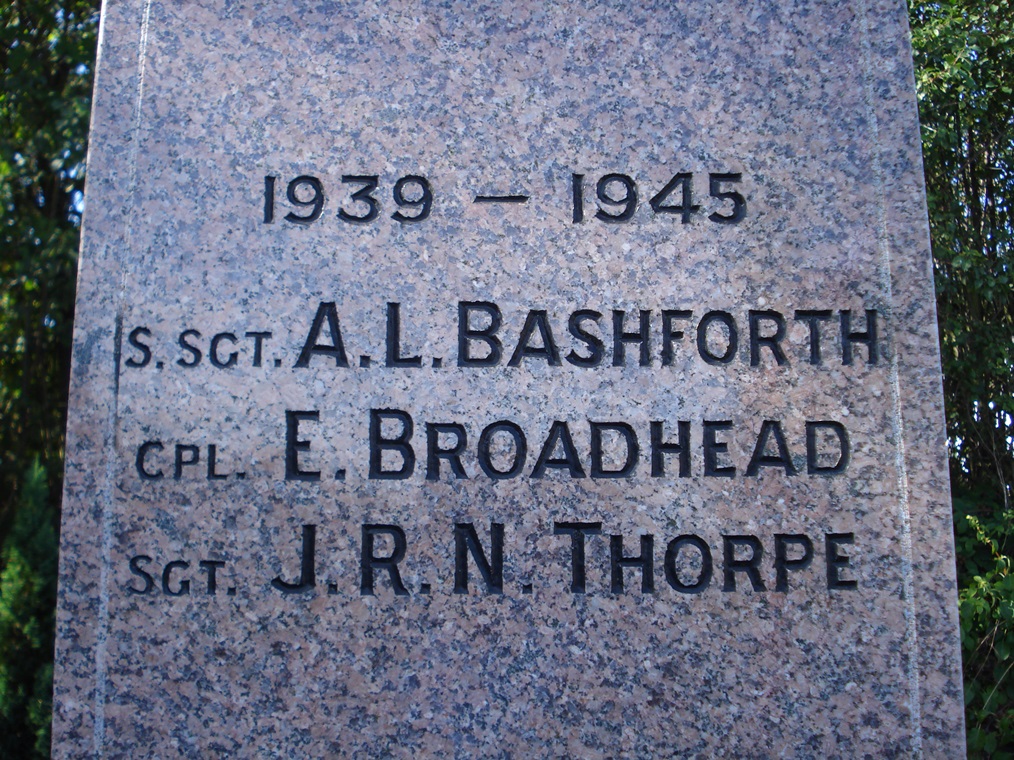 1939 – 1945
S. SGT. A. L. BASHFORTH
CPL. E. BROADHEAD
SGT. J. R. N. THORPE